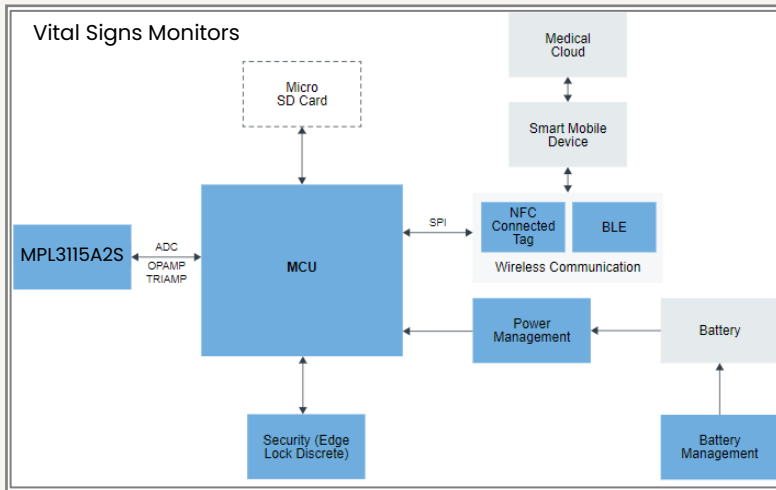 Vital Signs Monitors
Medical
Cloud
Micro
SD Card
Smart Mobile
Device
SPI
NFC
Connected
Tag
BLE
Wireless Communication
MPL3115A2S
ADC
OPAMP
TRIAMP
MCU
Power
Management
Battery
Security (Edge
Lock Discrete)
Battery
Management